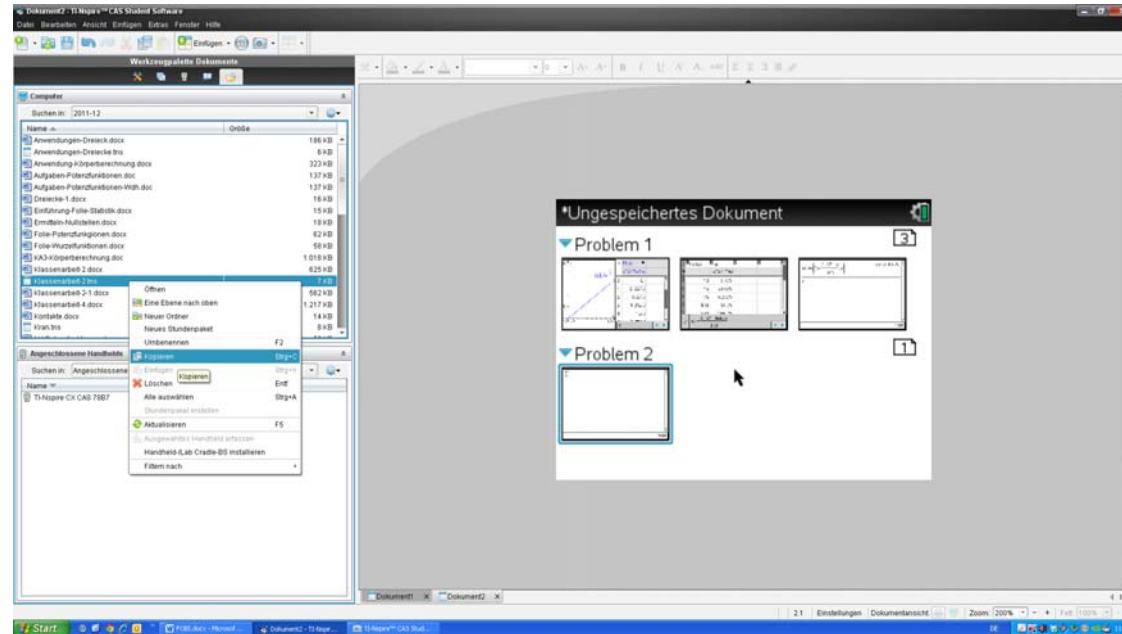 Dokument2 - TI-Nspire™ CAS Student Software
Datei Bearbeiten Ansicht Einfügen Extras Fenster Hilfe
Einfügen
Werkzeugpalette Dokumente
Computer
Suchen in: 2011-12
Name Größe
Anwendungen-Dreieck.docx 186 KB
Anwendungen-Dreiecke.tns 6 KB
Anwendung-Körperberechnung.docx 323 KB
Aufgaben-Potenzfunktionen.doc 137 KB
Aufgaben-Potenzfunktionen-Wdh.doc 137 KB
Dreiecke-1.docx 16 KB
Einführung-Folie-Statistik.docx 15 KB
Ermitteln-Nullstellen.docx 18 KB
Folie-Potenzfunkgionen.docx 62 KB
Folie-Wurzelfunktionen.docx 58 KB
KA3-Körperberechnung.doc 1.018 KB
Klassenarbeit-2.docx 625 KB
Klassenarbeit-2.tns 7 KB
Klassenarbeit-2-1.docx 662 KB
Klassenarbeit-4.docx 1.217 KB
Kontakte.docx 14 KB
Kran.tns 8 KB
Öffnen
Eine Ebene nach oben
Neuer Ordner
Neues Stundenpaket
Umbenennen F2
Kopieren Strg+C
Einfügen Strg+V
Kopieren
Löschen Entf
Alle auswählen Strg+A
Stundenpaket erstellen
Aktualisieren F5
Ausgewähltes Handheld erfassen
Handheld-/Lab Cradle-BS installieren
Filtern nach
Angeschlossene Handhelds
Suchen in: Angeschlossene
Name
TI-Nspire CX CAS 78B7
*Ungespeichertes Dokument
Problem 1 3
Problem 2 1
Dokument1 Dokument2
2.1 Einstellungen Dokumentansicht Zoom: 200% Fett 100%
Start Dokument2 - TI-Nspire... TI-Nspire™ CAS Stud... DE